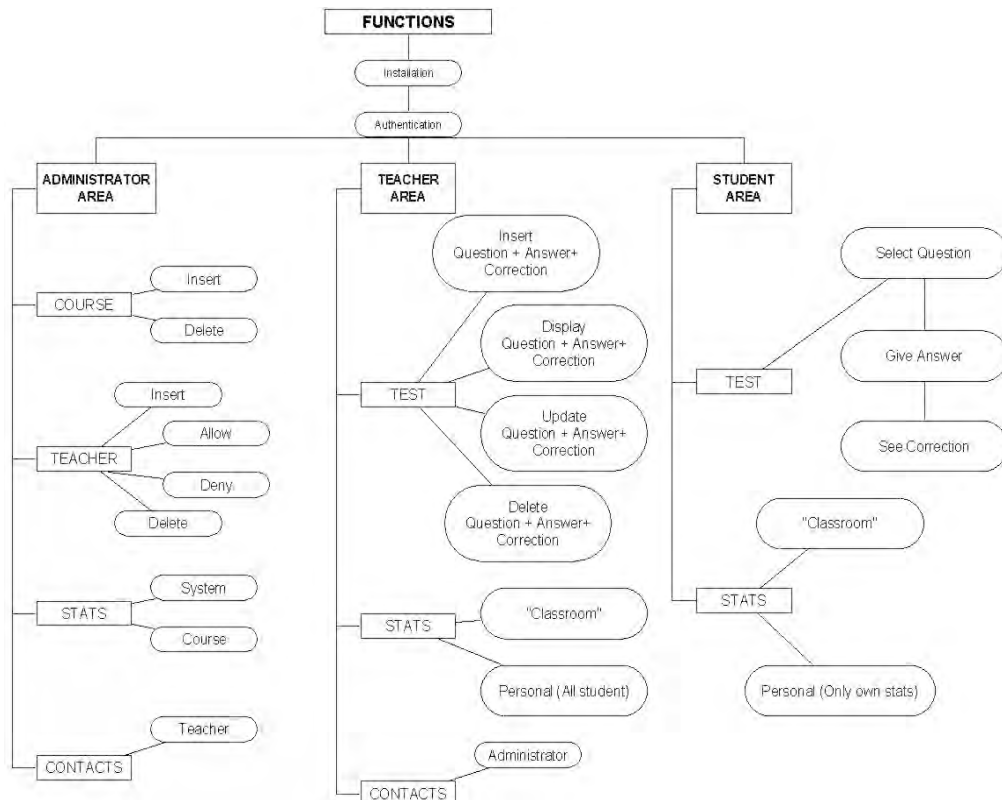 FUNCTIONS
Installation
Authentication
ADMINISTRATOR
AREA
COURSE
Insert
Delete
TEACHER
Insert
Allow
Deny
Delete
STATS
System
Course
CONTACTS
Teacher
TEACHER
AREA
TEST
Insert
Question + Answer+
Correction
Display
Question + Answer+
Correction
Update
Question + Answer+
Correction
Delete
Question + Answer+
Correction
STATS
"Classroom"
Personal (All student)
CONTACTS
Administrator
STUDENT
AREA
TEST
Select Question
Give Answer
See Correction
STATS
"Classroom"
Personal (Only own stats)